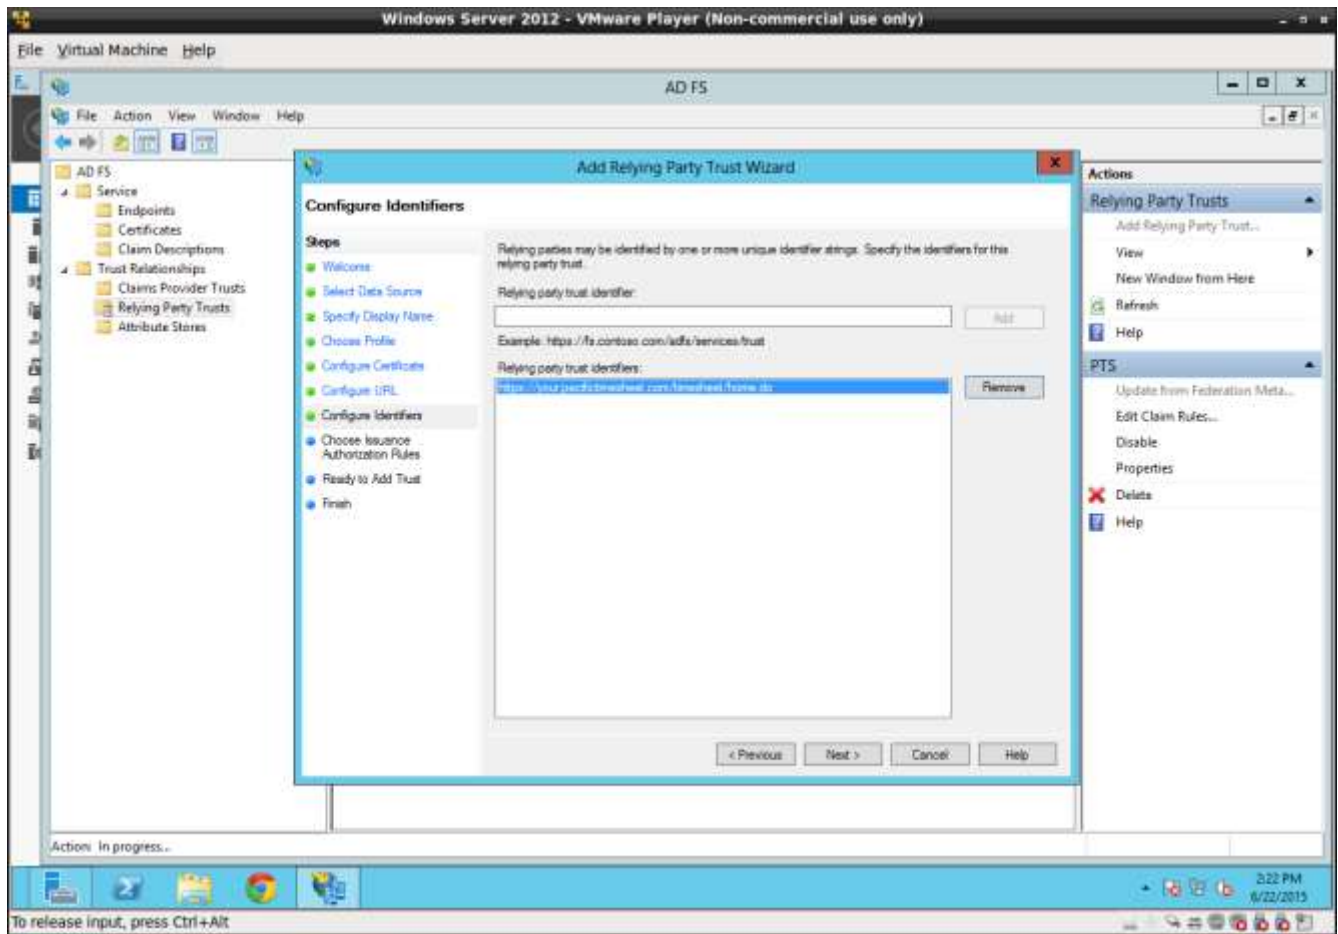 Windows Server 2012 - VMware Player (Non-commercial use only)
File Virtual Machine Help
AD FS
File Action View Window Help
AD FS
Service
Endpoints
Certificates
Claim Descriptions
Trust Relationships
Claims Provider Trusts
Relying Party Trusts
Attribute Stores
Add Relying Party Trust Wizard
Configure Identifiers
Steps
Welcome
Select Data Source
Specify Display Name
Choose Profile
Configure Certificate
Configure URL
Configure Identifiers
Choose Issuance
Authorization Rules
Ready to Add Trust
Finish
Relying parties may be identified by one or more unique identifier strings. Specify the identifiers for this
relying party trust.
Relying party trust identifier:
Add
Example: https://fs.contoso.com/adfs/services/trust
Relying party trust identifiers:
https://your.pacifictimesheet.com/timesheet/home.do
Remove
< Previous
Next >
Cancel
Help
Actions
Relying Party Trusts
Add Relying Party Trust...
View
New Window from Here
Refresh
Help
PTS
Update from Federation Meta...
Edit Claim Rules...
Disable
Properties
Delete
Help
Action: In progress...
2:22 PM
6/22/2015
To release input, press Ctrl+Alt